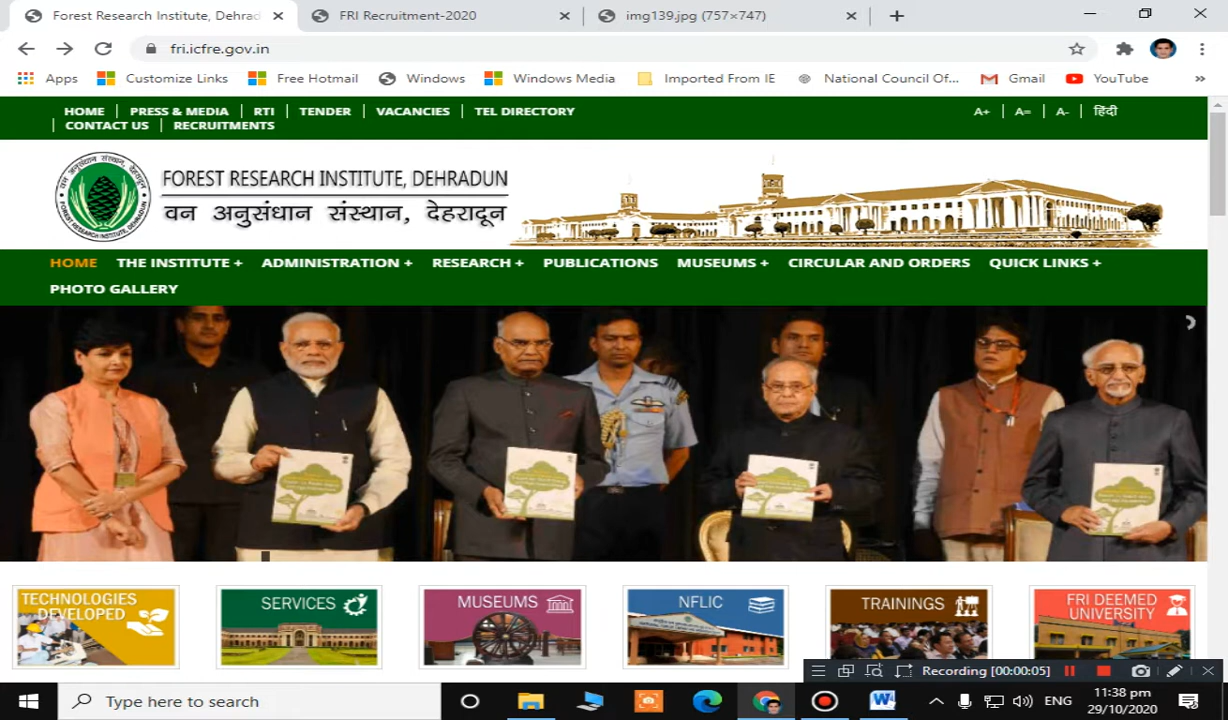 Forest Research Institute, Dehrad
FRI Recruitment-2020
img139.jpg (757×747)
fri.icfre.gov.in
Apps
Customize Links
Free Hotmail
Windows
Windows Media
Imported From IE
National Council Of...
Gmail
YouTube
HOME
PRESS & MEDIA
RTI
TENDER
VACANCIES
TEL DIRECTORY
A+
A=
A-
हिंदी
CONTACT US
RECRUITMENTS
FOREST RESEARCH INSTITUTE, DEHRADUN
वन अनुसंधान संस्थान, देहरादून
HOME
THE INSTITUTE +
ADMINISTRATION +
RESEARCH +
PUBLICATIONS
MUSEUMS +
CIRCULAR AND ORDERS
QUICK LINKS +
PHOTO GALLERY
TECHNOLOGIES
DEVELOPED
SERVICES
MUSEUMS
NFLIC
TRAININGS
FRI DEEMED
UNIVERSITY
Recording [00:00:05]
Type here to search
ENG
11:38 pm
29/10/2020